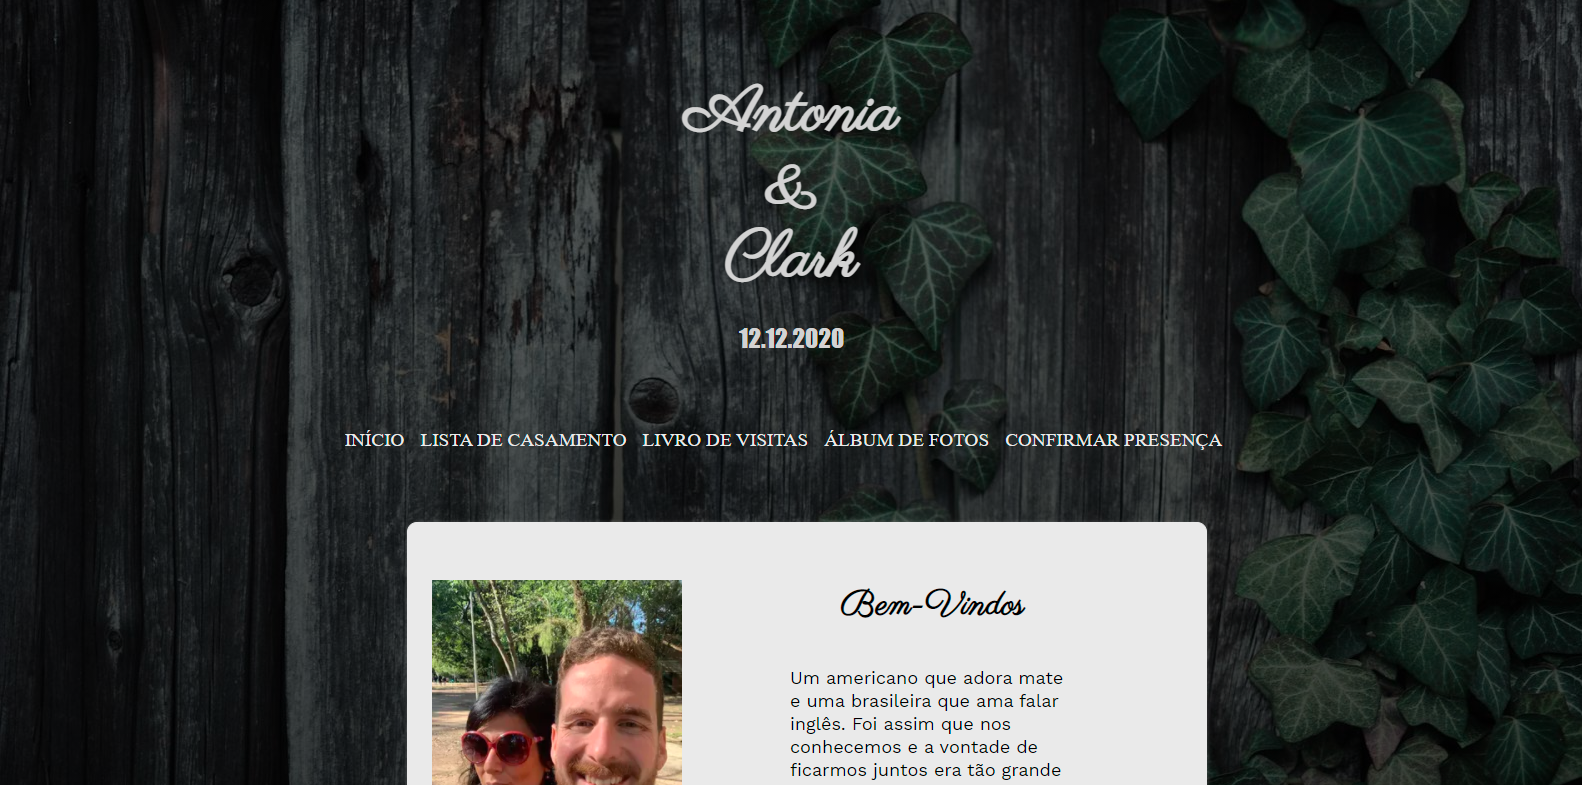 Antonia
&
Clark
12.12.2020
INÍCIO LISTA DE CASAMENTO LIVRO DE VISITAS ÁLBUM DE FOTOS CONFIRMAR PRESENÇA
Bem-Vindos
Um americano que adora mate
e uma brasileira que ama falar
inglês. Foi assim que nos
conhecemos e a vontade de
ficarmos juntos era tão grande